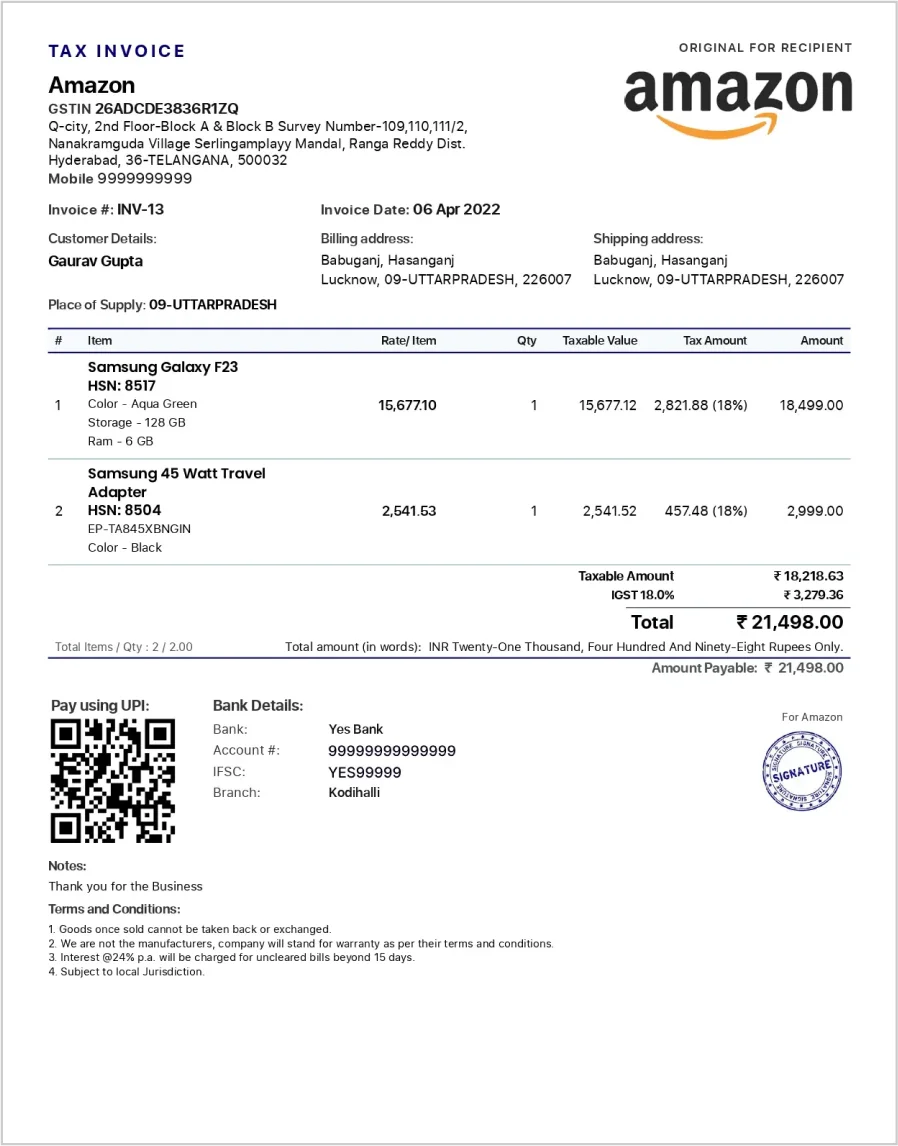 TAX INVOICE
ORIGINAL FOR RECIPIENT
Amazon
amazon
GSTIN 26ADCDE3836R1ZQ
Q-city, 2nd Floor-Block A & Block B Survey Number-109,110,111/2,
Nanakramguda Village Serlingamplayy Mandal, Ranga Reddy Dist.
Hyderabad, 36-TELANGANA, 500032
Mobile 9999999999
Invoice #: INV-13 Invoice Date: 06 Apr 2022
Customer Details: Billing address: Shipping address:
Gaurav Gupta Babuganj, Hasanganj Babuganj, Hasanganj
Lucknow, 09-UTTARPRADESH, 226007 Lucknow, 09-UTTARPRADESH, 226007
Place of Supply: 09-UTTARPRADESH
# Item Rate/ Item Qty Taxable Value Tax Amount Amount
Samsung Galaxy F23
HSN: 8517
1 Color - Aqua Green 15,677.10 1 15,677.12 2,821.88 (18%) 18,499.00
Storage - 128 GB
Ram - 6 GB
Samsung 45 Watt Travel
Adapter
2 HSN: 8504 2,541.53 1 2,541.52 457.48 (18%) 2,999.00
EP-TA845XBNGIN
Color - Black
Taxable Amount ₹ 18,218.63
IGST 18.0% ₹ 3,279.36
Total ₹ 21,498.00
Total Items / Qty : 2 / 2.00 Total amount (in words): INR Twenty-One Thousand, Four Hundred And Ninety-Eight Rupees Only.
Amount Payable: ₹ 21,498.00
Pay using UPI: Bank Details:
For Amazon
Bank: Yes Bank
Account #: 99999999999999
IFSC: YES99999
Branch: Kodihalli
SIGNATURE SIGNATURE
SIGNATURE
SIGNATURE SIGNATURE
Notes:
Thank you for the Business
Terms and Conditions:
1. Goods once sold cannot be taken back or exchanged.
2. We are not the manufacturers, company will stand for warranty as per their terms and conditions.
3. Interest @24% p.a. will be charged for uncleared bills beyond 15 days.
4. Subject to local Jurisdiction.